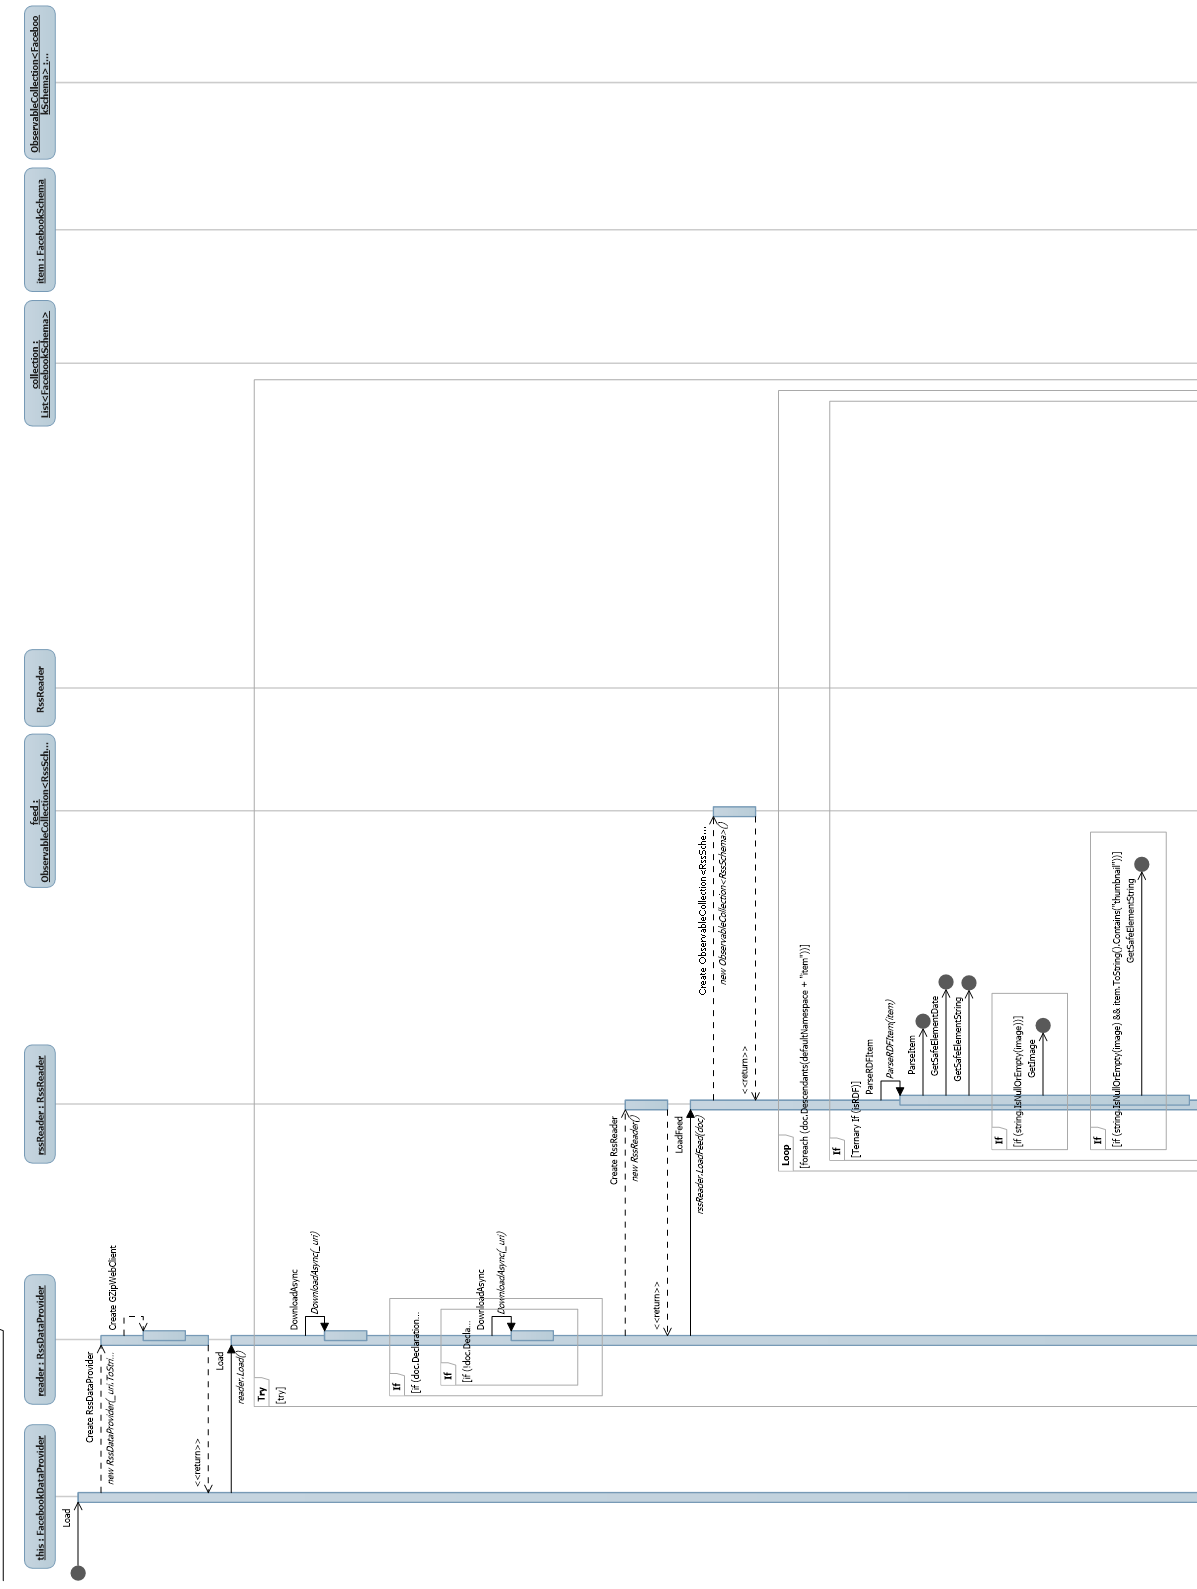 this : FacebookDataProvider
reader : RssDataProvider
rssReader : IRssReader
feed :
ObservableCollection<RssSch...
RssReader
collection :
List<FacebookSchema>
item : FacebookSchema
ObservableCollection<Faceboo
kSchema> :...
Load
Create RssDataProvider
new RssDataProvider(_uri.ToStri...
Create GZipWebClient
<<return>>
Load
reader.Load()
Try
[try]
DownloadAsync
DownloadAsync(_uri)
If
[if (doc.Declaration...
If
[if (!doc.Decla...
DownloadAsync
DownloadAsync(_uri)
Create RssReader
new RssReader()
<<return>>
LoadFeed
rssReader.LoadFeed(doc)
Create ObservableCollection<RssSche...
new ObservableCollection<RssSchema>()
<<return>>
Loop
[foreach (doc.Descendants(defaultNamespace + "item"))]
If
[Ternary If (isRDF)]
ParseRDFItem
ParseRDFItem(item)
ParseItem
GetSafeElementDate
GetSafeElementString
If
[if (string.IsNullOrEmpty(image))]
GetImage
If
[if (string.IsNullOrEmpty(image) && item.ToString().Contains("thumbnail"))]
GetSafeElementString